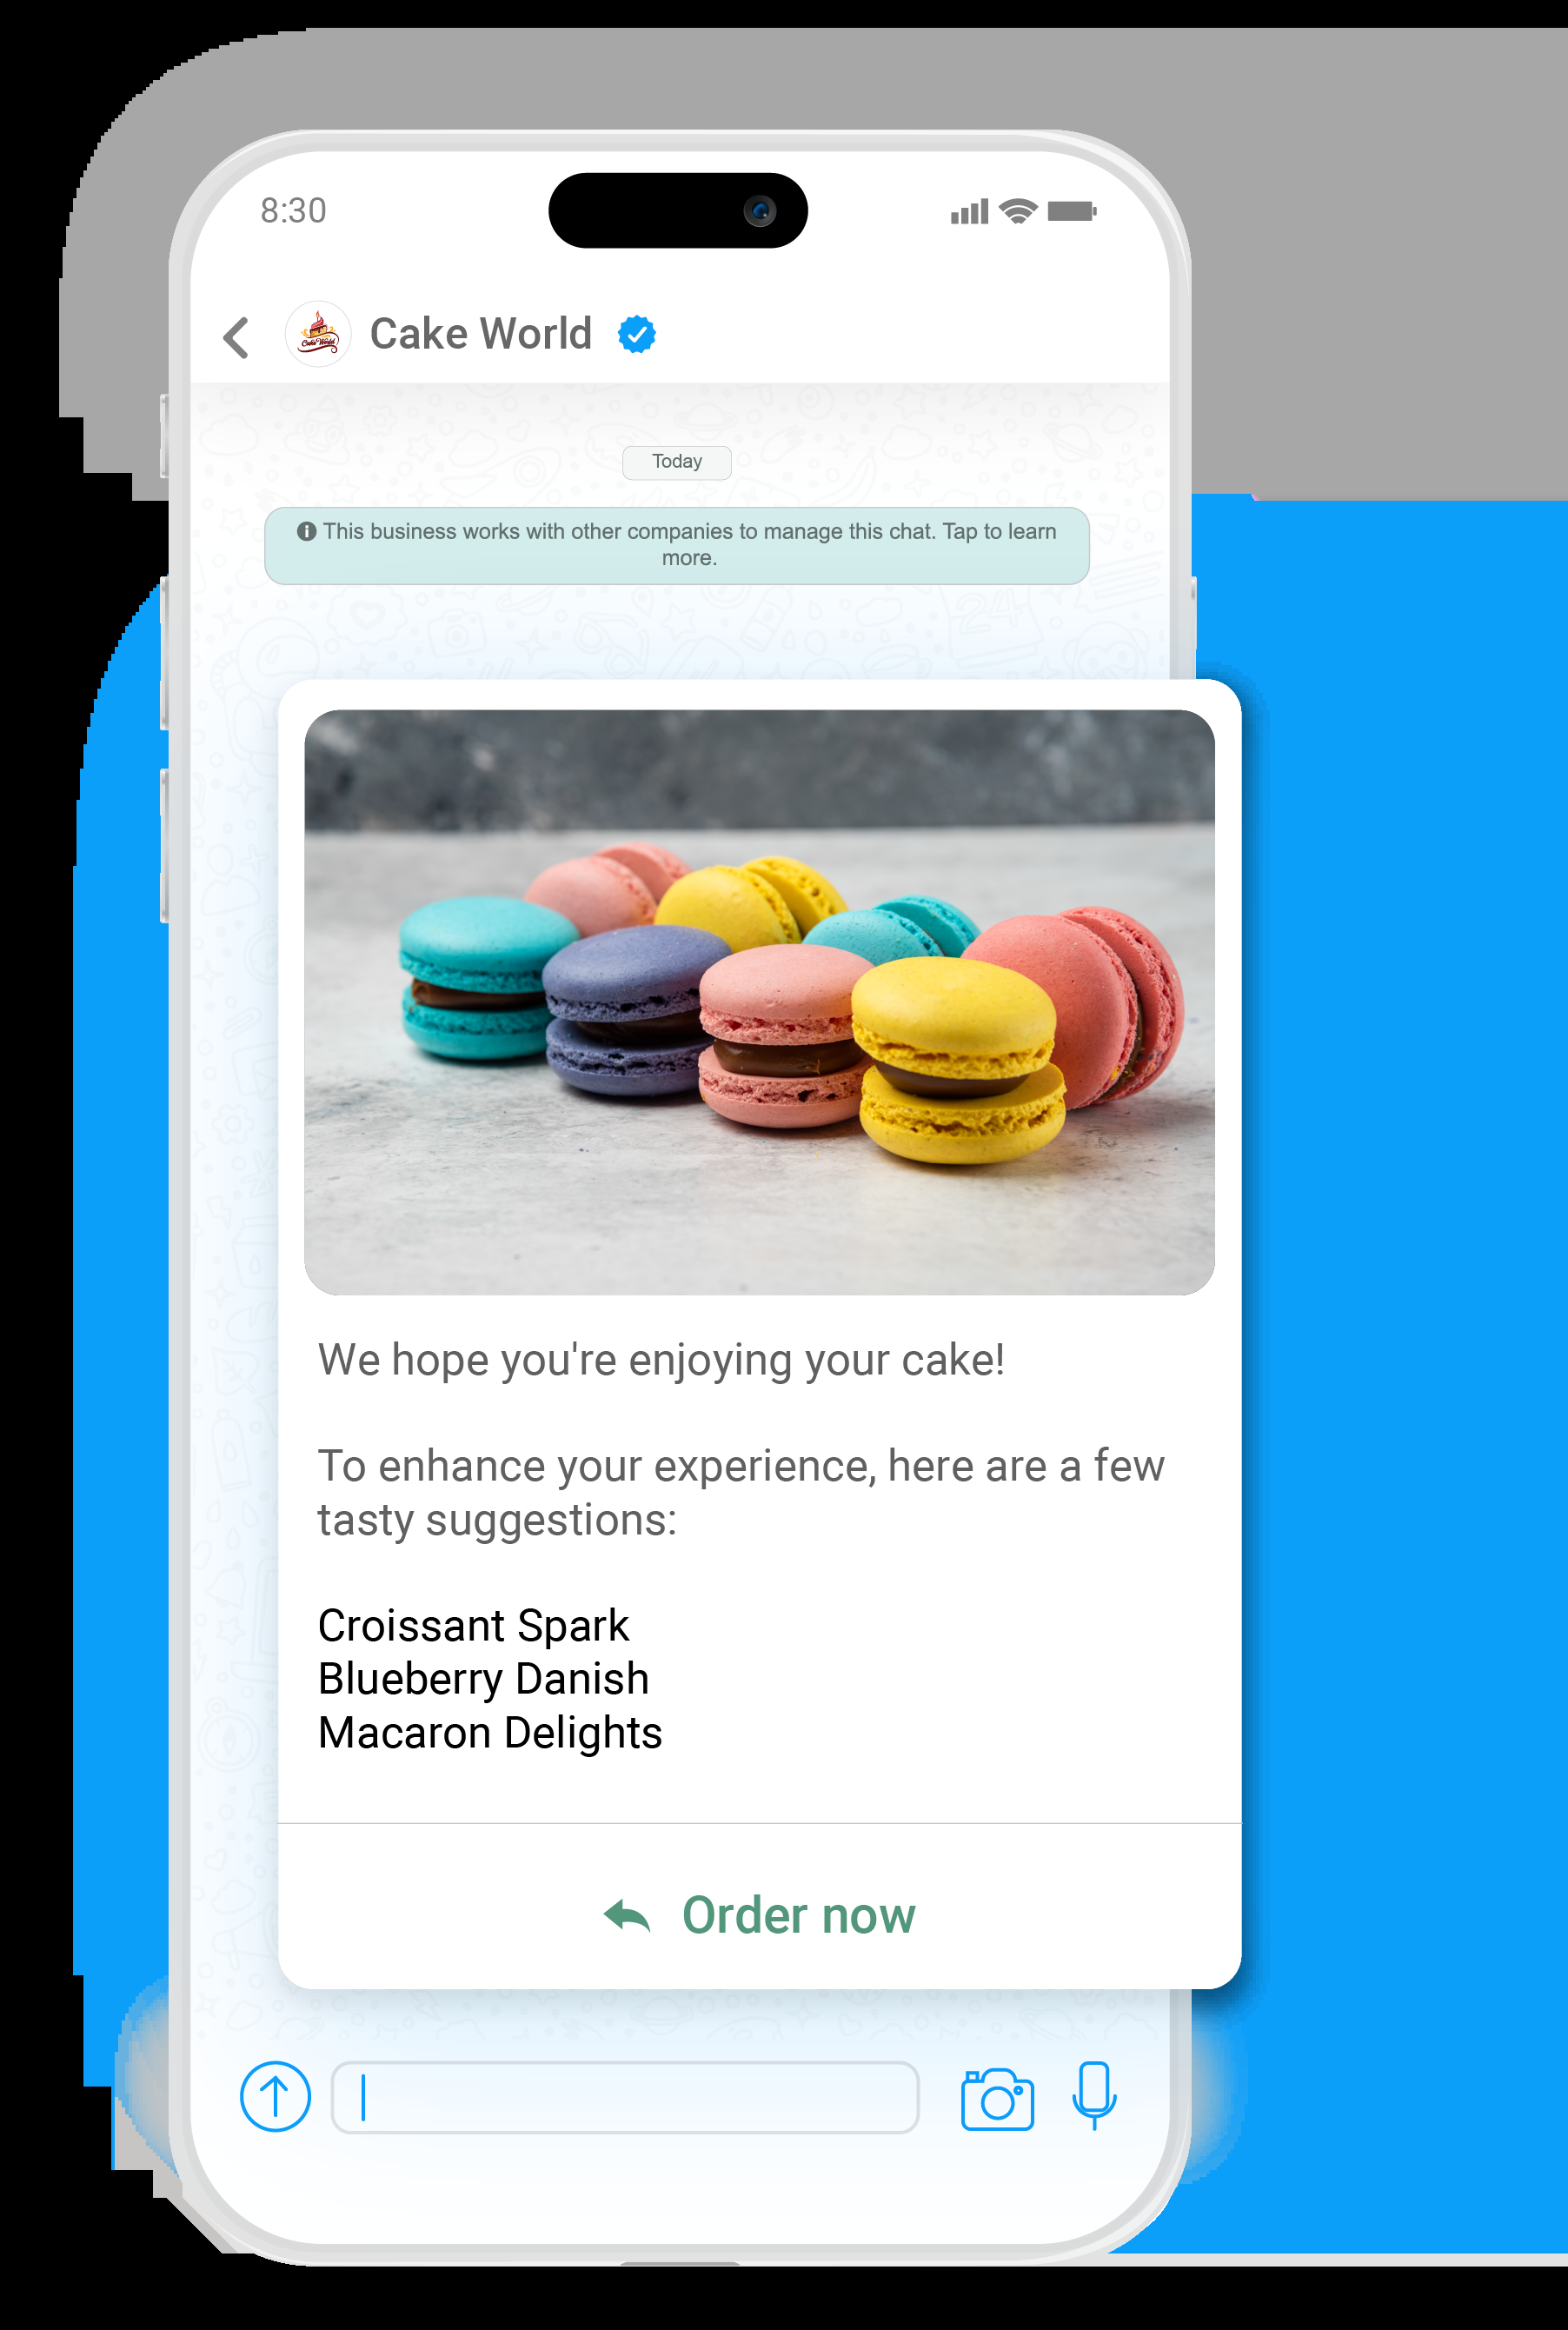 8:30
Cake World
Cake World
Today
This business works with other companies to manage this chat. Tap to learn
more.
We hope you're enjoying your cake!
To enhance your experience, here are a few
tasty suggestions:
Croissant Spark
Blueberry Danish
Macaron Delights
Order now